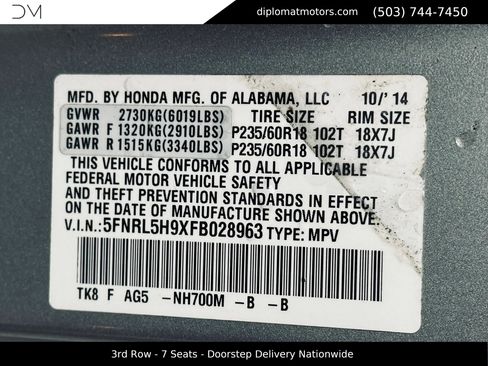 DM
diplomatmotors.com (503) 744-7450
MFD. BY HONDA MFG. OF ALABAMA, LLC 10/'14
GVWR 2730KG(6019LBS) TIRE SIZE RIM SIZE
GAWR F 1320KG(2910LBS) P235/60R18 102T 18X7J
GAWR R 1515KG(3340LBS) P235/60R18 102T 18X7J
THIS VEHICLE CONFORMS TO ALL APPLICABLE
FEDERAL MOTOR VEHICLE SAFETY
AND THEFT PREVENTION STANDARDS IN EFFECT
ON THE DATE OF MANUFACTURE SHOWN ABOVE.
V.I.N.:5FNRL5H9XFB028963 TYPE: MPV
TK8 F AG5 -NH700M -B -B
3rd Row - 7 Seats - Doorstep Delivery Nationwide